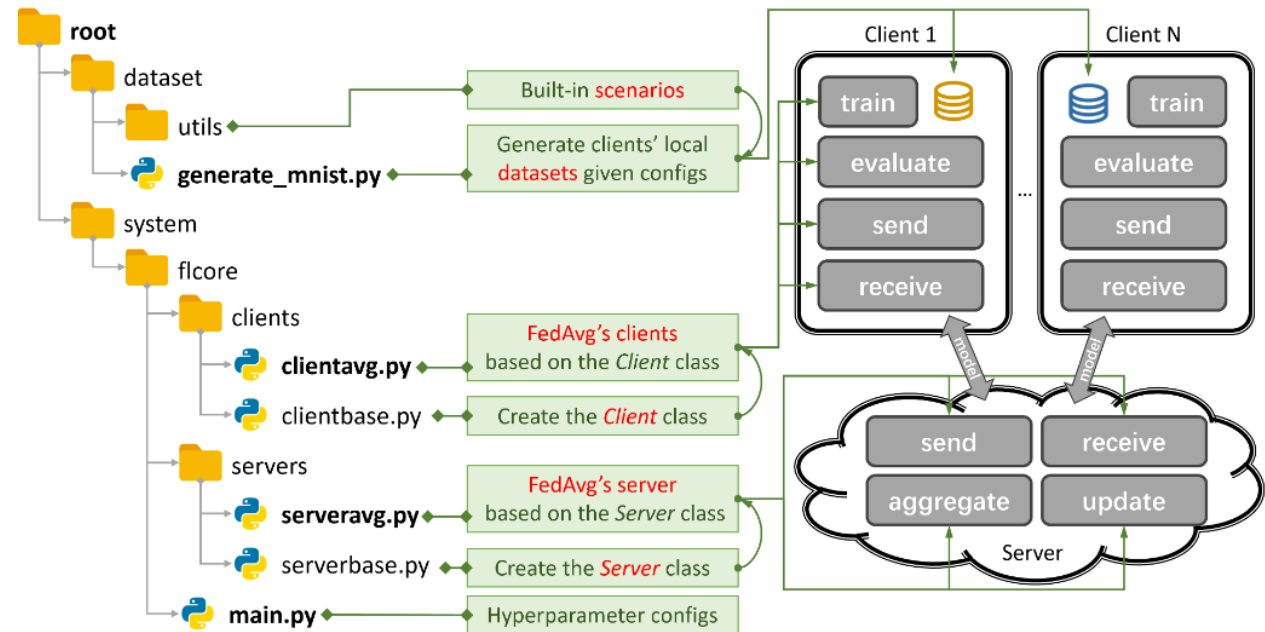 root
dataset
utils
generate_mnist.py
system
flcore
clients
clientavg.py
clientbase.py
servers
serveravg.py
serverbase.py
main.py
Built-in scenarios
Generate clients’ local
datasets given configs
FedAvg’s clients
based on the Client class
Create the Client class
FedAvg’s server
based on the Server class
Create the Server class
Hyperparameter configs
Client 1
train
evaluate
send
receive
...
Client N
train
evaluate
send
receive
model
model
send
receive
aggregate
update
Server